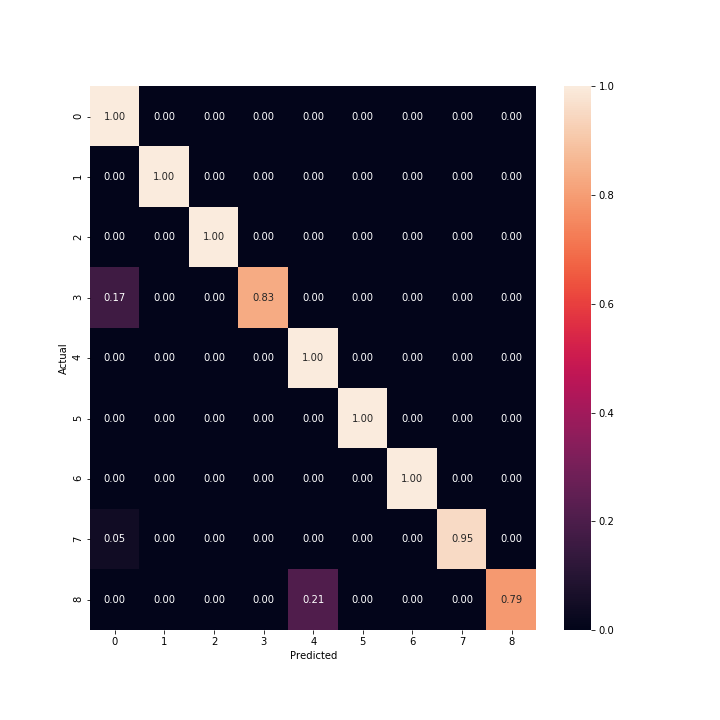 1.0
0 1.00 0.00 0.00 0.00 0.00 0.00 0.00 0.00 0.00
1 0.00 1.00 0.00 0.00 0.00 0.00 0.00 0.00 0.00
0.8
2 0.00 0.00 1.00 0.00 0.00 0.00 0.00 0.00 0.00
3 0.17 0.00 0.00 0.83 0.00 0.00 0.00 0.00 0.00
0.6
Actual
4 0.00 0.00 0.00 0.00 1.00 0.00 0.00 0.00 0.00
0.4
5 0.00 0.00 0.00 0.00 0.00 1.00 0.00 0.00 0.00
6 0.00 0.00 0.00 0.00 0.00 0.00 1.00 0.00 0.00
0.2
7 0.05 0.00 0.00 0.00 0.00 0.00 0.00 0.95 0.00
8 0.00 0.00 0.00 0.00 0.21 0.00 0.00 0.00 0.79
0.0
0 1 2 3 4 5 6 7 8
Predicted